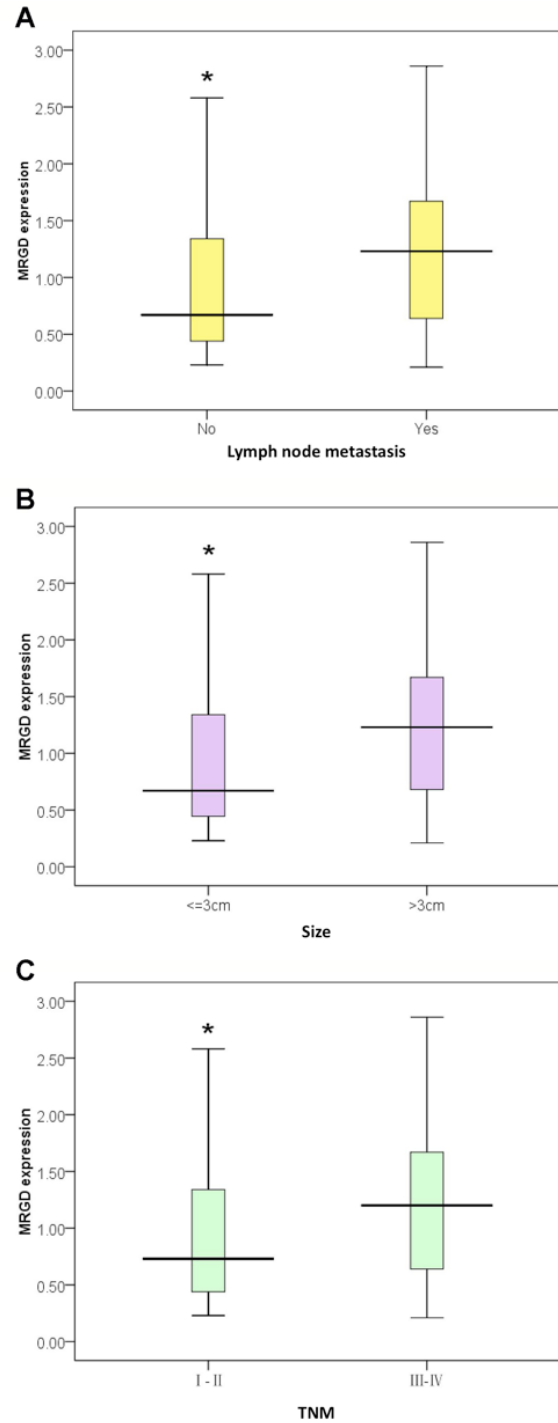 A
3.00
*
2.50
2.00
1.50
1.00
0.50
0.00
MRGD expression
No Yes
Lymph node metastasis
B
3.00
*
2.50
2.00
1.50
1.00
0.50
0.00
MRGD expression
<=3cm >3cm
Size
C
3.00
*
2.50
2.00
1.50
1.00
0.50
0.00
MRGD expression
I - II III-IV
TNM